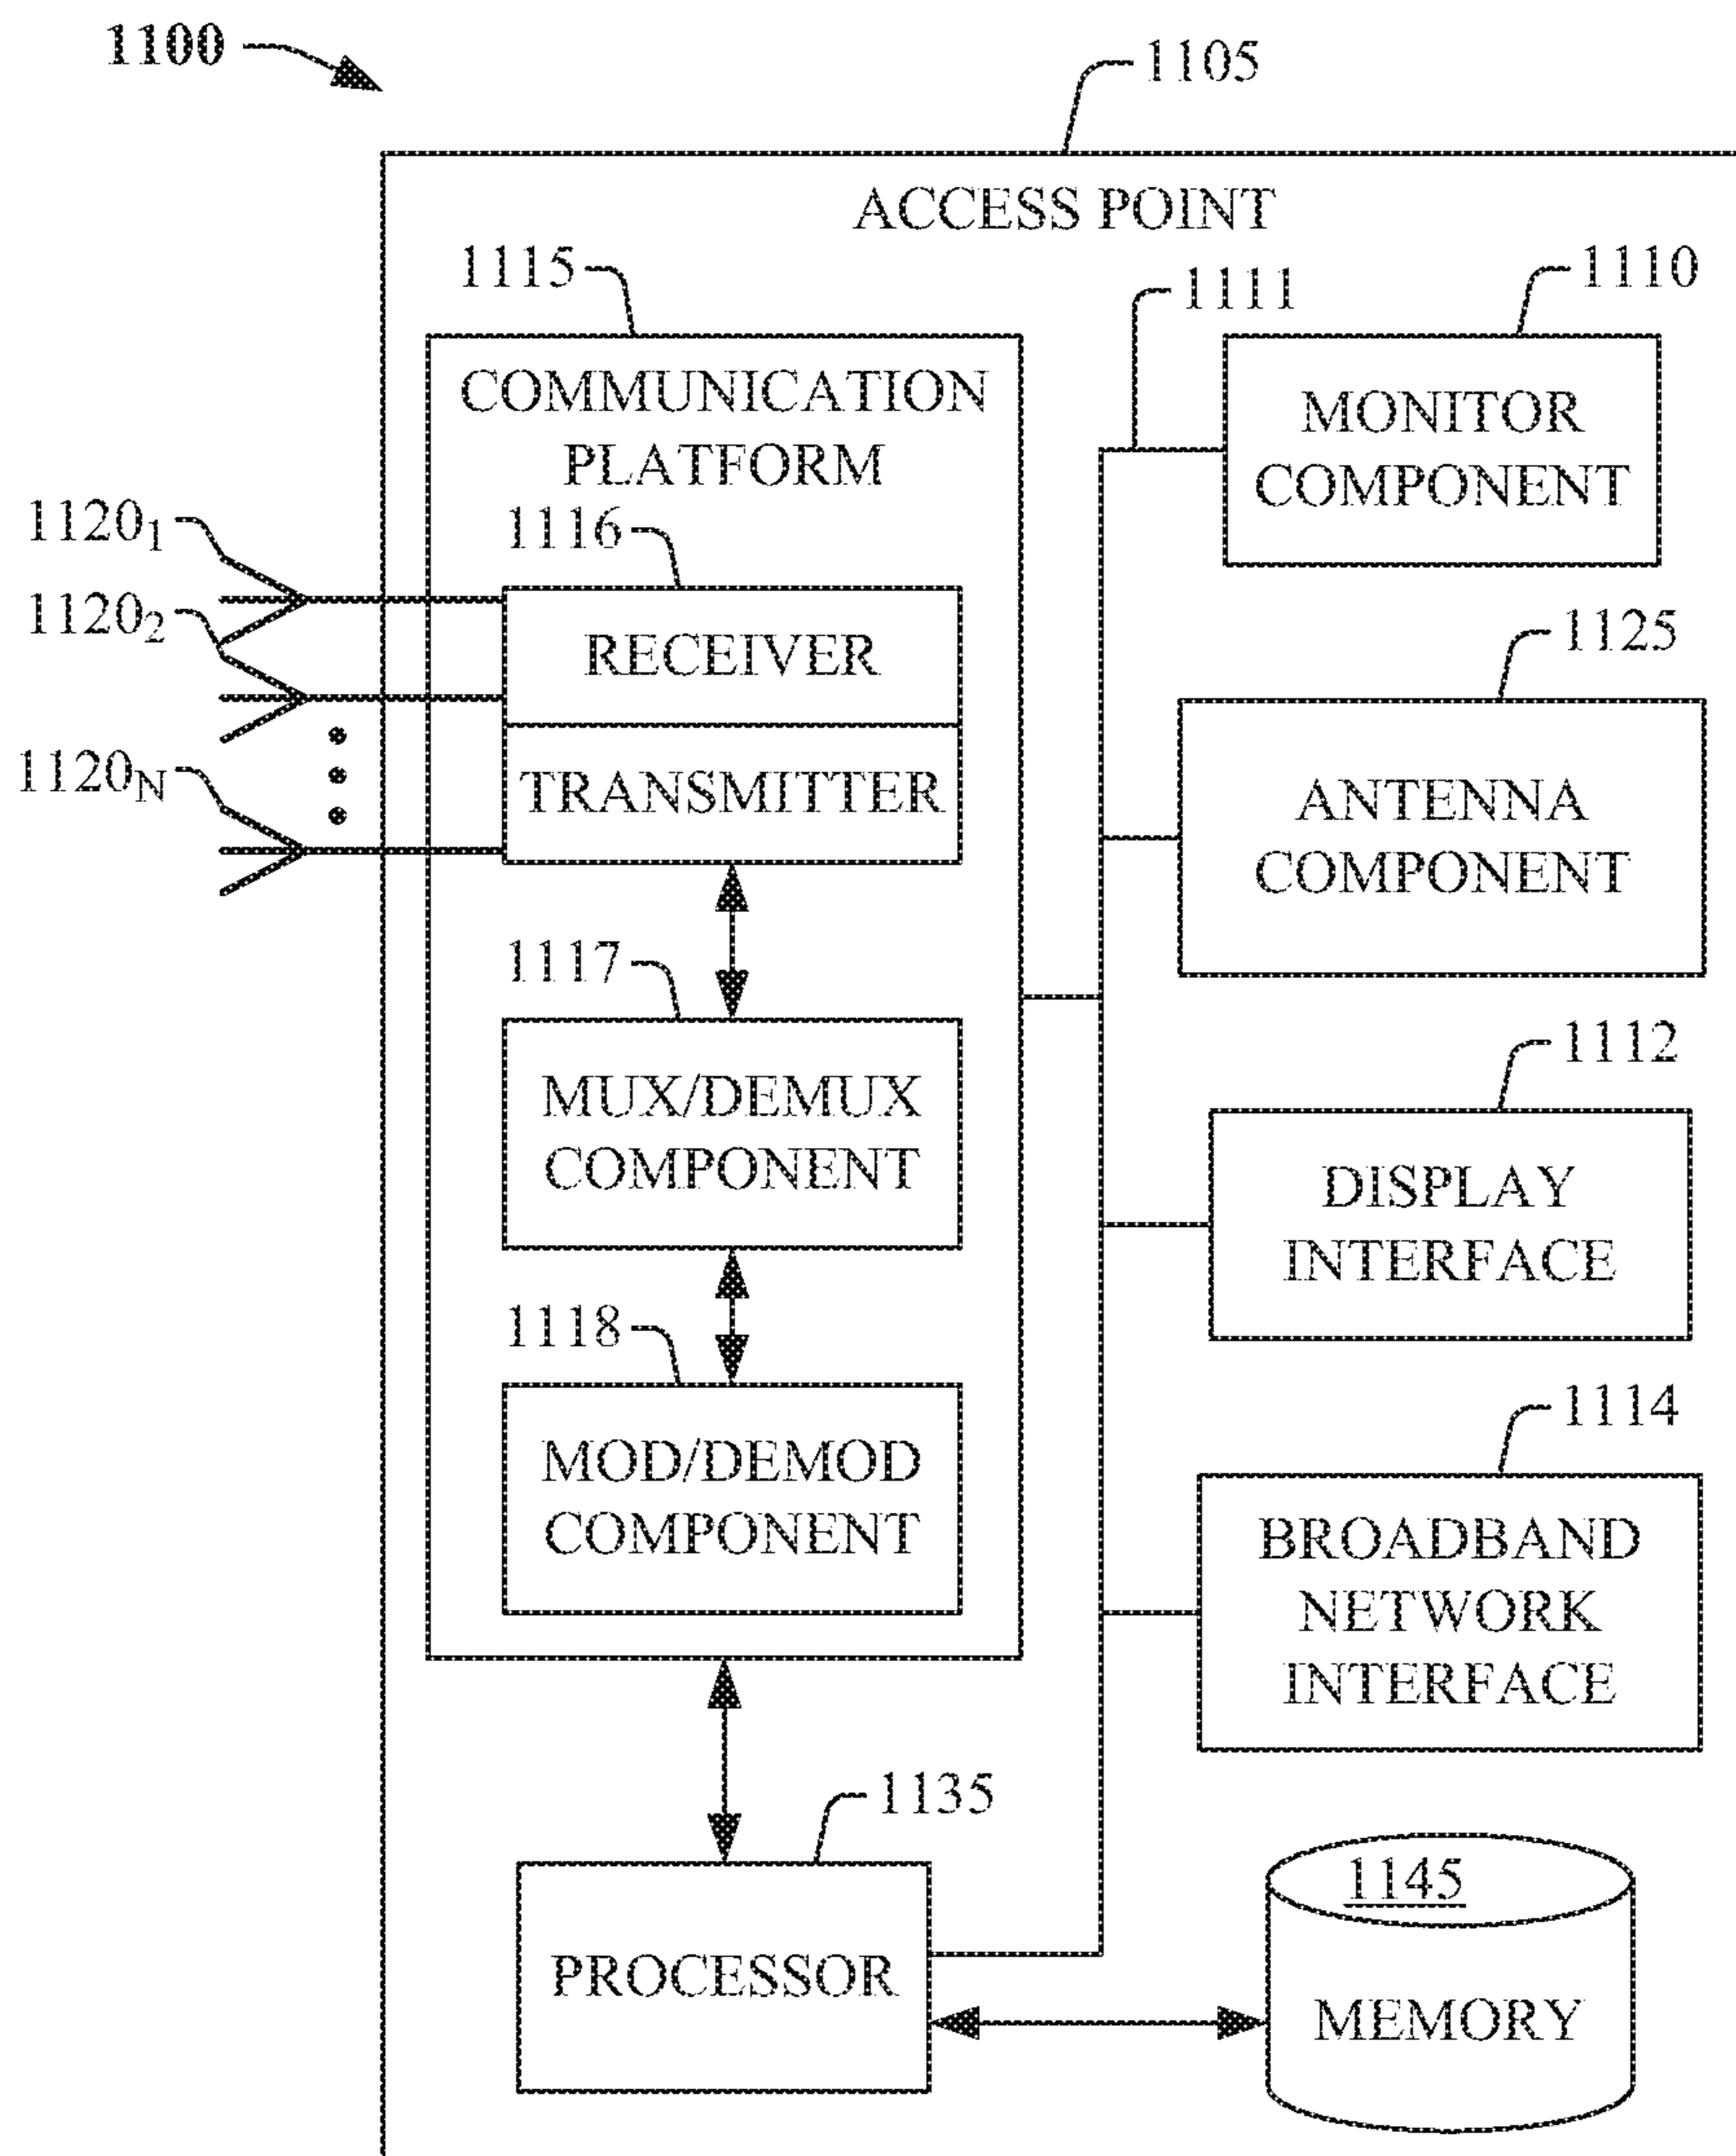 1100
1105
ACCESS POINT
1115
1111
1110
COMMUNICATION
PLATFORM
MONITOR
COMPONENT
1120₁
1116
1120₂
RECEIVER
1125
1120N
TRANSMITTER
ANTENNA
COMPONENT
1117
1112
MUX/DEMUX
COMPONENT
DISPLAY
INTERFACE
1118
1114
MOD/DEMOD
COMPONENT
BROADBAND
NETWORK
INTERFACE
1135
1145
PROCESSOR
MEMORY